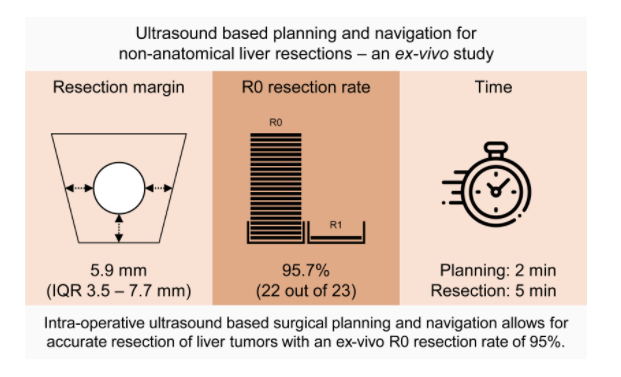 Ultrasound based planning and navigation for
non-anatomical liver resections – an ex-vivo study
Resection margin
R0 resection rate
Time
R0
R1
5.9 mm
(IQR 3.5 – 7.7 mm)
95.7%
(22 out of 23)
Planning: 2 min
Resection: 5 min
Intra-operative ultrasound based surgical planning and navigation allows for
accurate resection of liver tumors with an ex-vivo R0 resection rate of 95%.